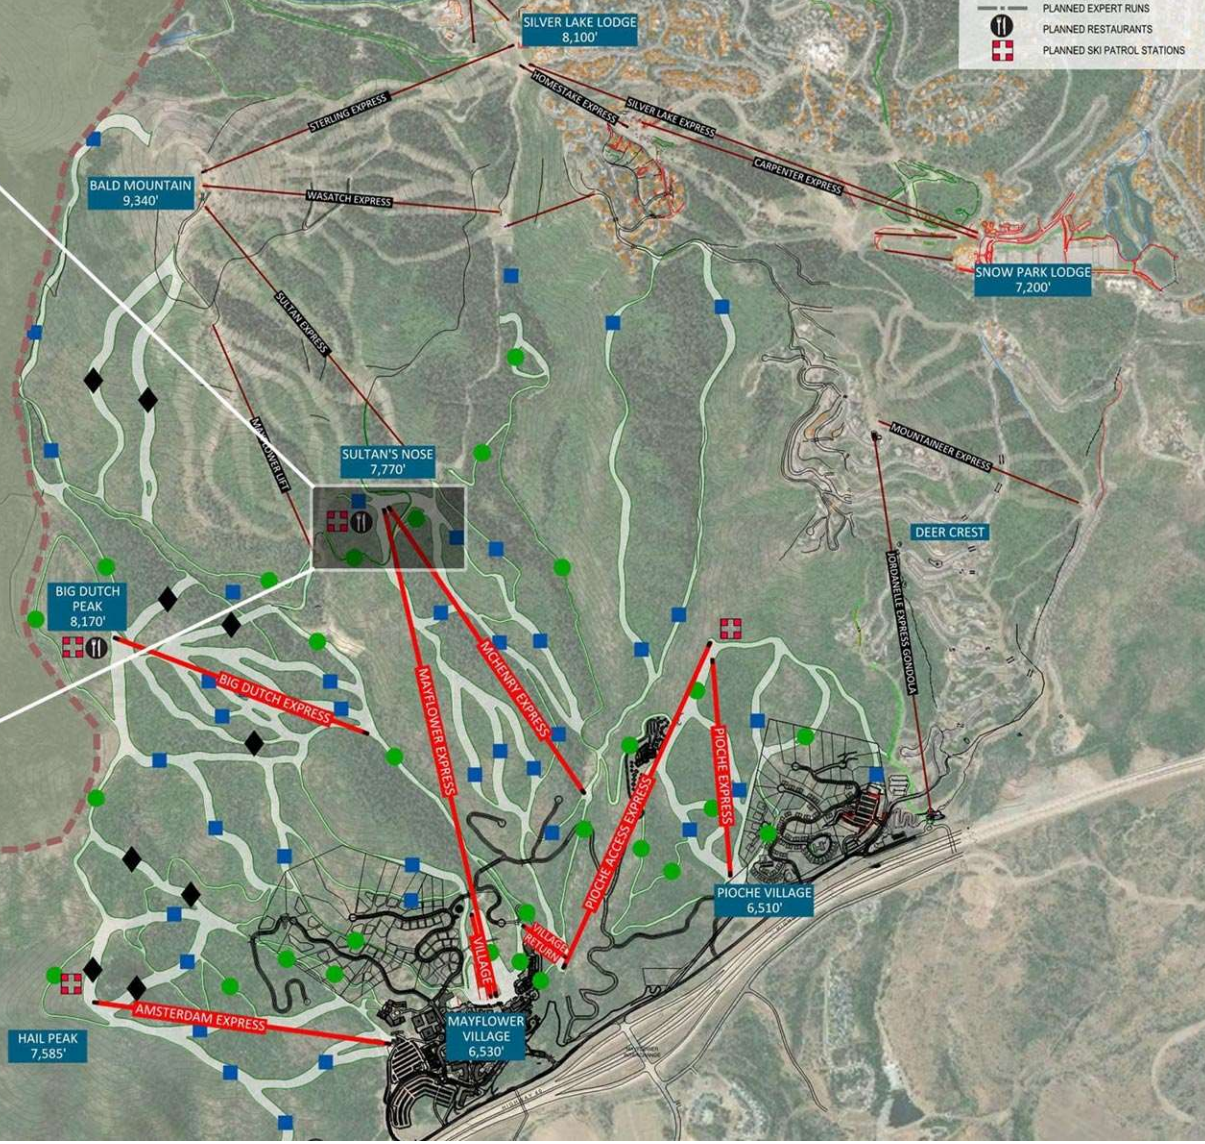 PLANNED EXPERT RUNS
PLANNED RESTAURANTS
PLANNED SKI PATROL STATIONS
SILVER LAKE LODGE
8,100'
HOMESTAKE EXPRESS
SILVER LAKE EXPRESS
STERLING EXPRESS
CARPENTER EXPRESS
BALD MOUNTAIN
9,340'
WASATCH EXPRESS
SNOW PARK LODGE
7,200'
SULTAN EXPRESS
MAYFLOWER LIFT
MOUNTAINEER EXPRESS
SULTAN'S NOSE
7,770'
DEER CREST
JORDANELLE EXPRESS GONDOLA
BIG DUTCH
PEAK
8,170'
BIG DUTCH EXPRESS
MAYFLOWER EXPRESS
MCHENRY EXPRESS
PIOCHE ACCESS EXPRESS
PIOCHE EXPRESS
PIOCHE VILLAGE
6,510'
VILLAGE
VILLAGE
RETURN
AMSTERDAM EXPRESS
HAIL PEAK
7,585'
MAYFLOWER
VILLAGE
6,530'